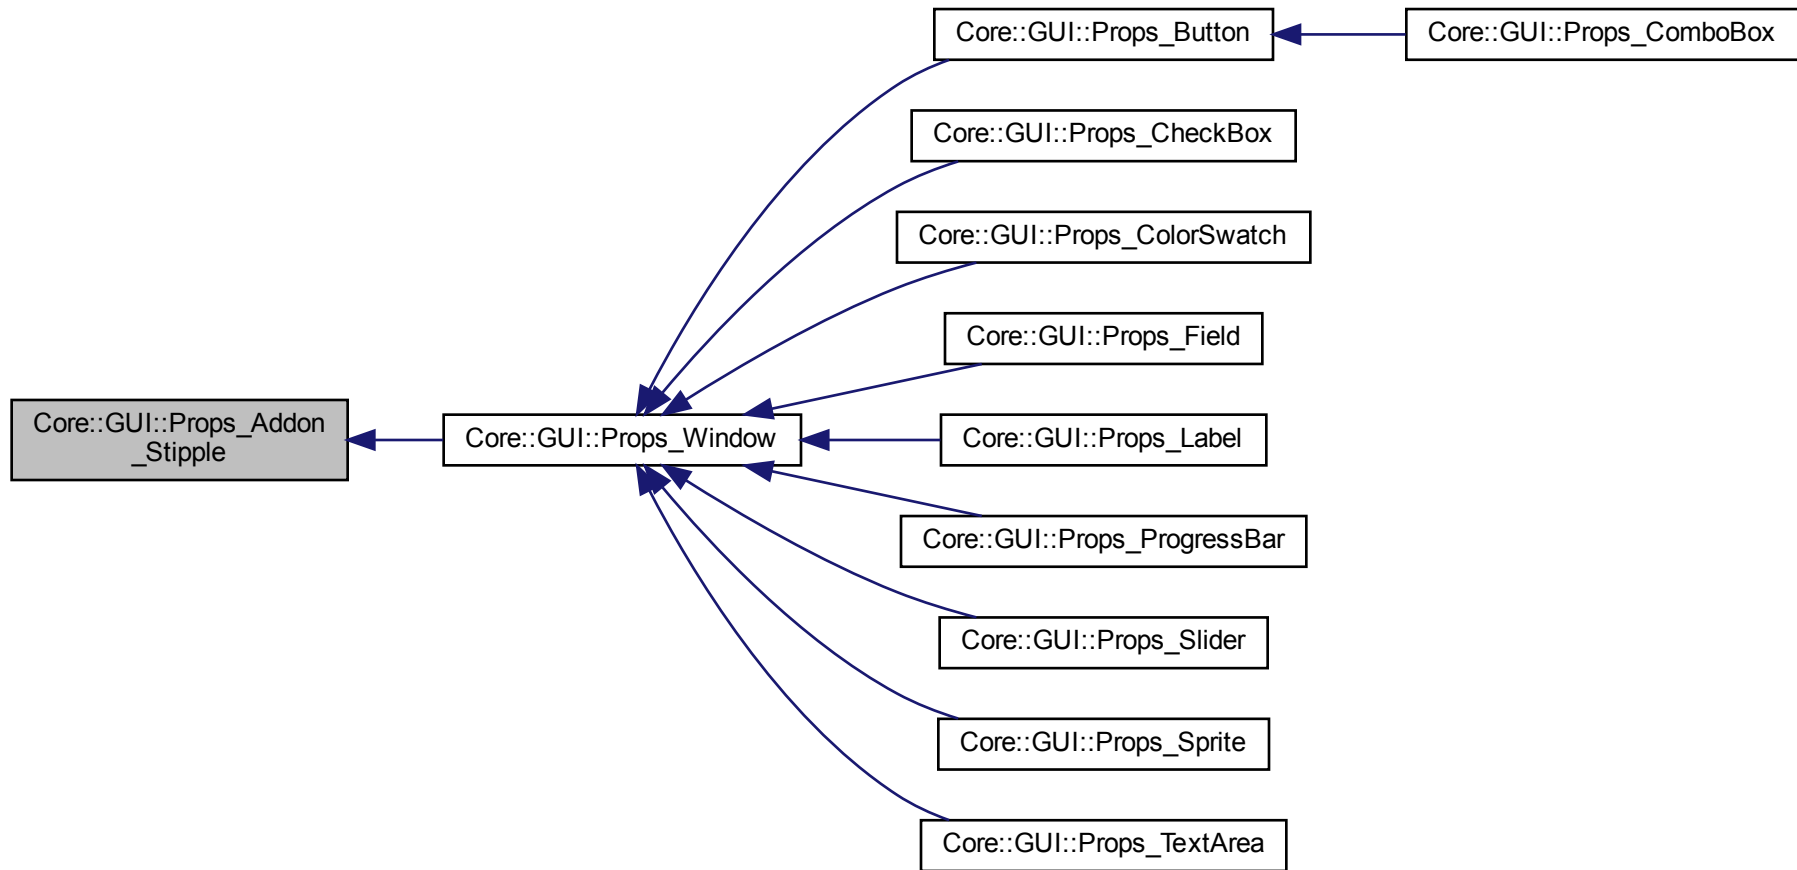 Core::GUI::Props_Button
Core::GUI::Props_ComboBox
Core::GUI::Props_CheckBox
Core::GUI::Props_ColorSwatch
Core::GUI::Props_Field
Core::GUI::Props_Addon
_Stipple
Core::GUI::Props_Window
Core::GUI::Props_Label
Core::GUI::Props_ProgressBar
Core::GUI::Props_Slider
Core::GUI::Props_Sprite
Core::GUI::Props_TextArea